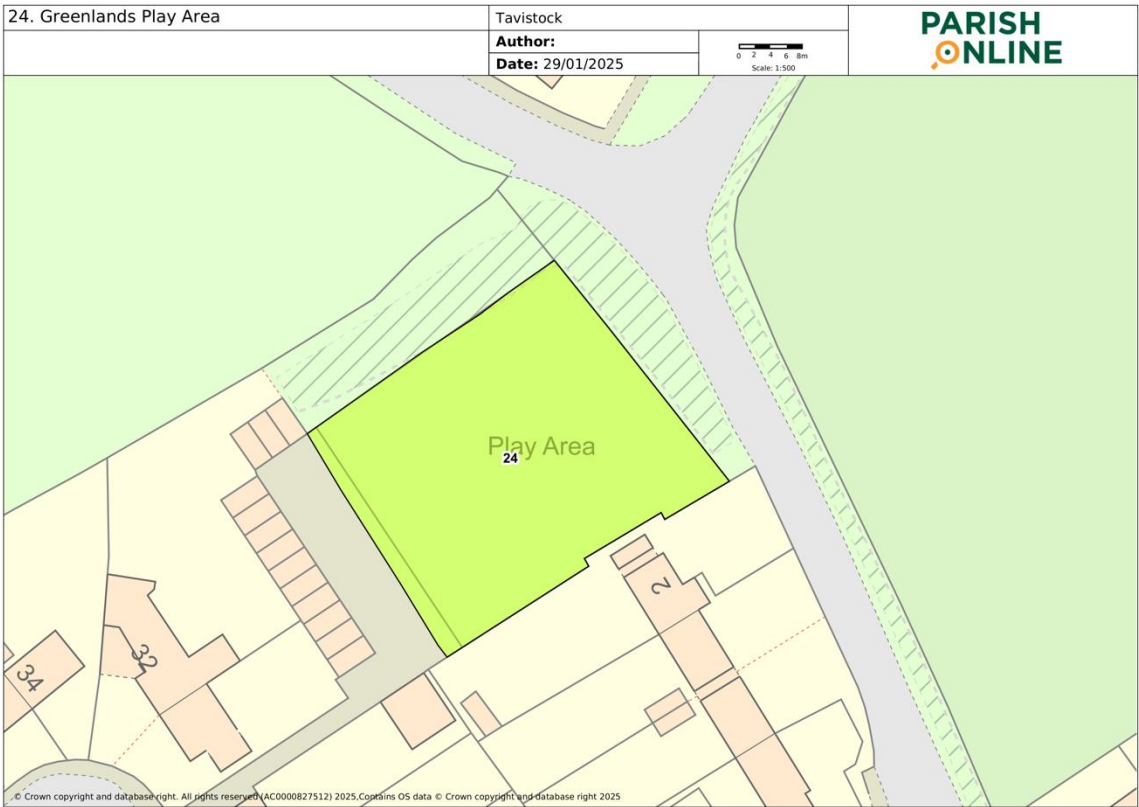 24. Greenlands Play Area
Tavistock
Author:
Date: 29/01/2025
0 2 4 6 8m
Scale: 1:500
PARISH
ONLINE
Play Area
24
2
32
34
© Crown copyright and database right. All rights reserved (AC0000827512) 2025,Contains OS data © Crown copyright and database right 2025